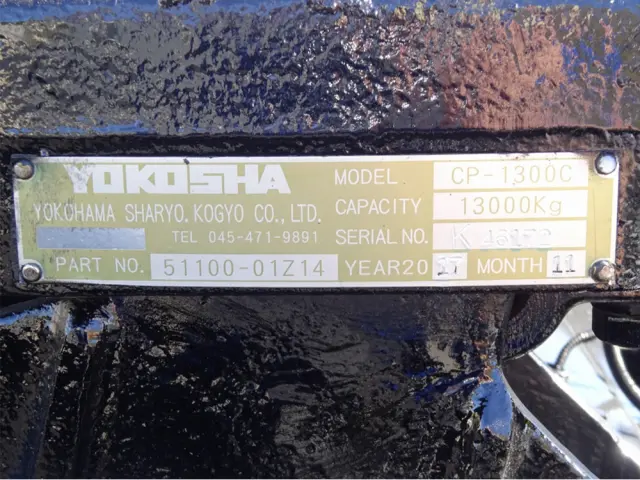 YOKOSHA
YOKOHAMA SHARYO. KOGYO CO., LTD.
TEL 045-471-9891
PART NO. 51100-01Z14
MODEL CP-1300C
CAPACITY 13000Kg
SERIAL NO. K
YEAR20 17 MONTH 11